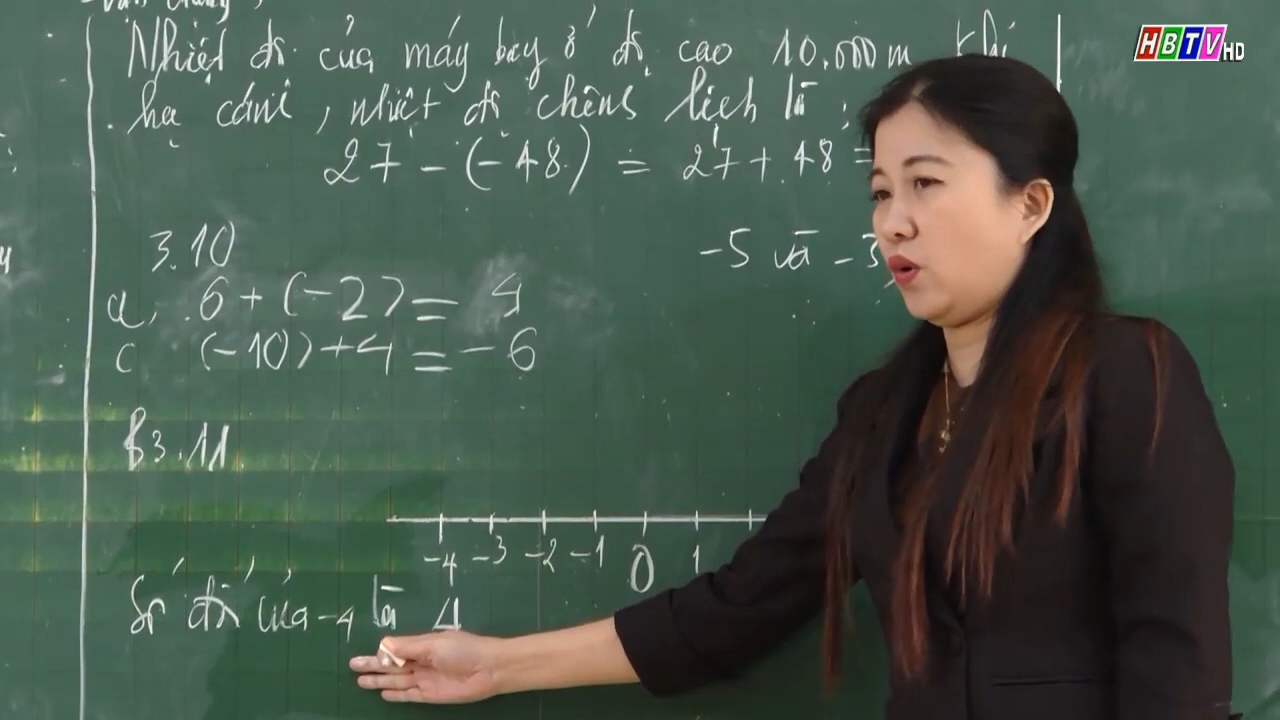 HBTV HD
Nhiệt độ của máy bay ở độ cao 10.000m khi
hạ cánh, nhiệt độ chênh lệch là:
27 - (-48) = 27 + 48 =
3.10
-5 và -3
a, 6 + (-2) = 4
c (-10) + 4 = -6
B3.11
-4 -3 -2 -1 0 1
Số đối của -4 là 4